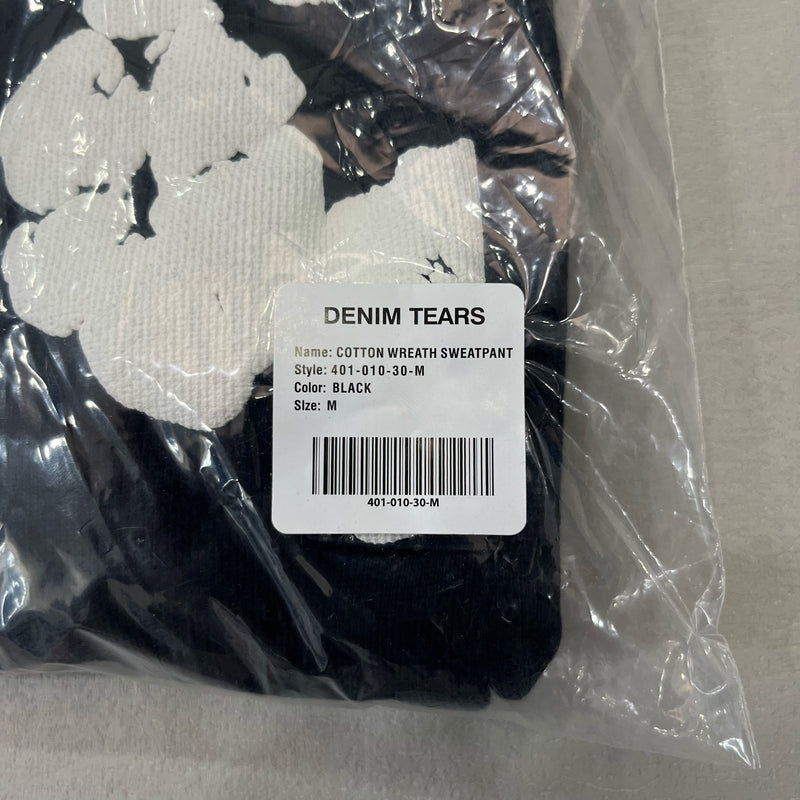 DENIM TEARS
Name: COTTON WREATH SWEATPANT
Style: 401-010-30-M
Color: BLACK
SIze: M
401-010-30-M